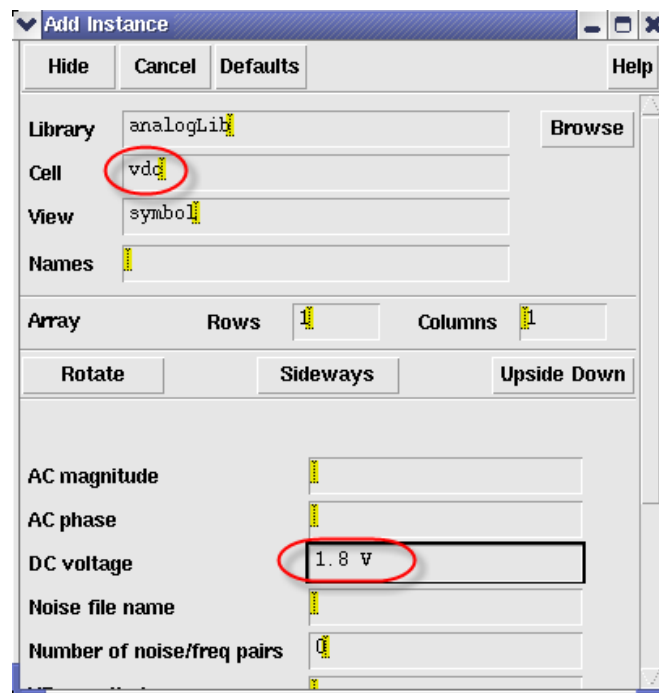 Add Instance
Hide Cancel Defaults Help
Library analogLib Browse
Cell vdc
View symbol
Names
Array Rows 1 Columns 1
Rotate Sideways Upside Down
AC magnitude
AC phase
DC voltage 1.8 V
Noise file name
Number of noise/freq pairs 0